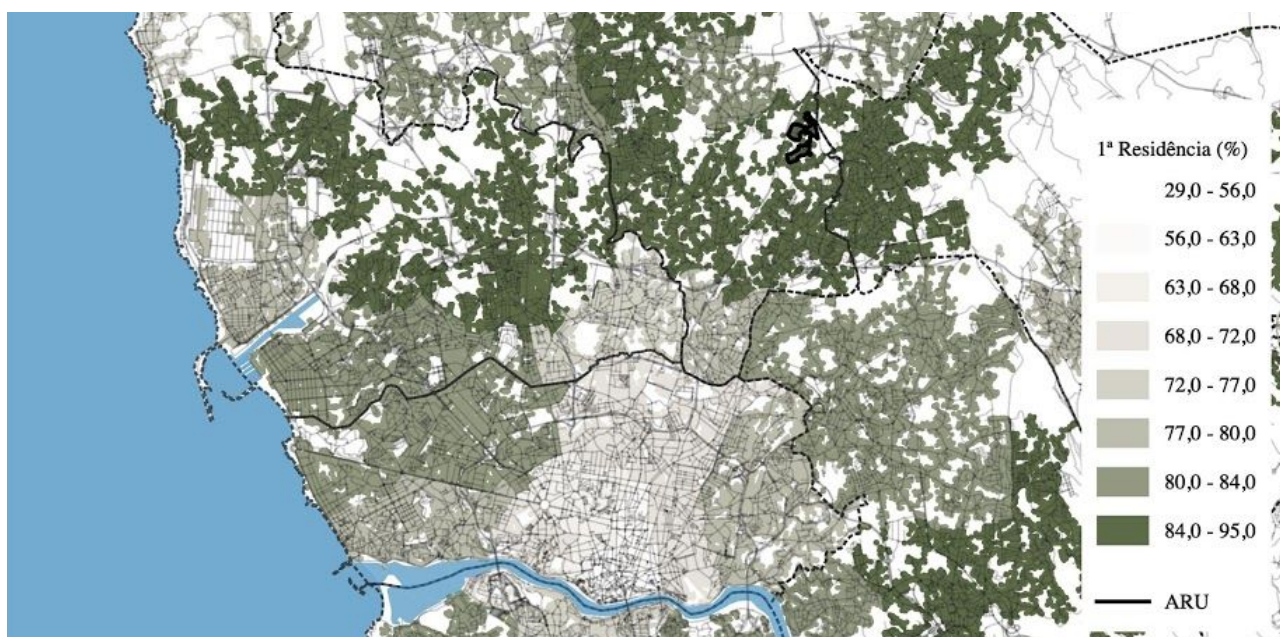 1ª Residência (%)
29,0 - 56,0
56,0 - 63,0
63,0 - 68,0
68,0 - 72,0
72,0 - 77,0
77,0 - 80,0
80,0 - 84,0
84,0 - 95,0
ARU